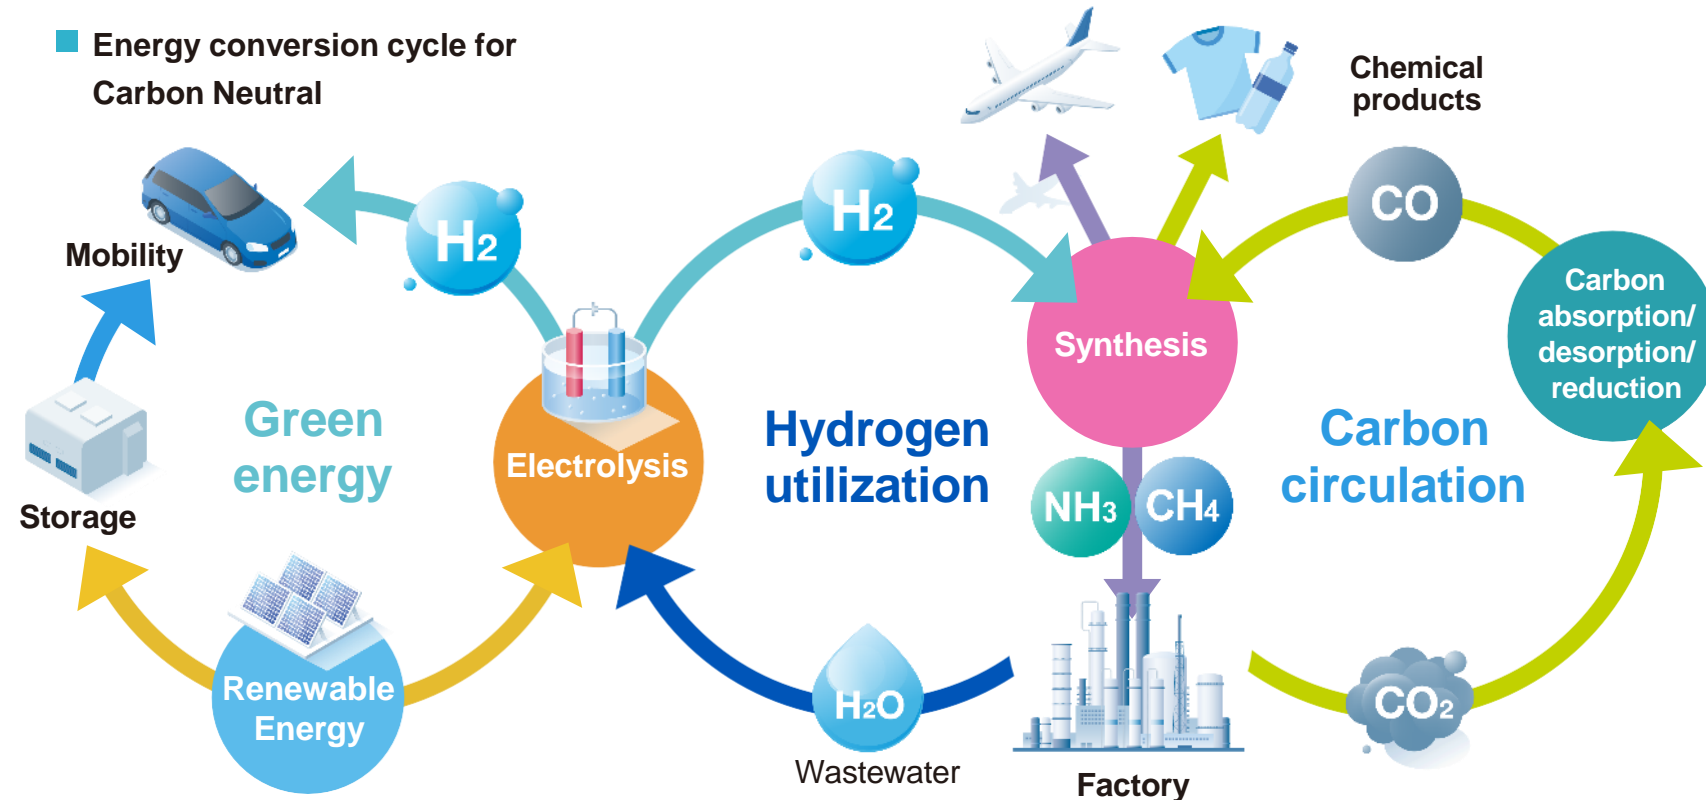 Energy conversion cycle for
Carbon Neutral
Chemical
products
H2
H2
CO
Mobility
Carbon
absorption/
desorption/
reduction
Synthesis
Green
energy
Hydrogen
utilization
Carbon
circulation
Electrolysis
Storage
NH3
CH4
Renewable
Energy
H2O
CO2
Wastewater
Factory